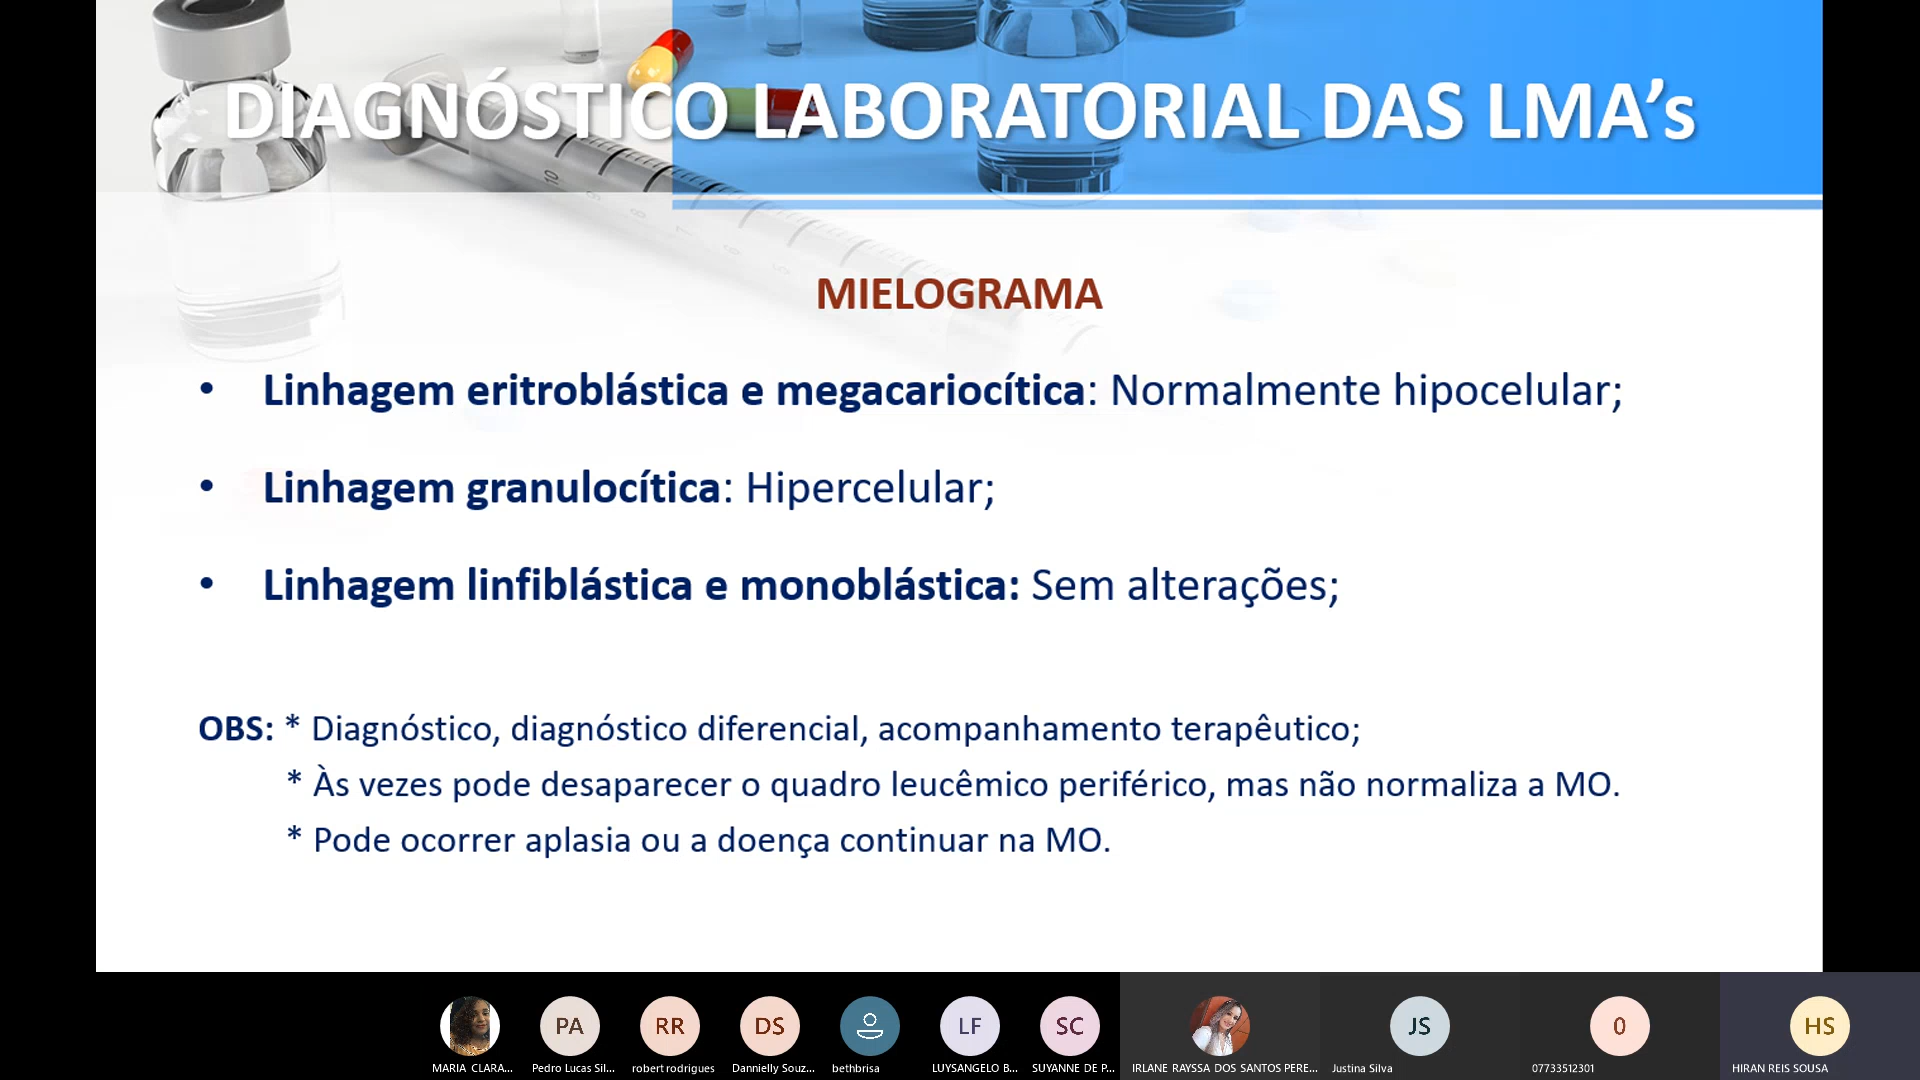 DIAGNÓSTICO LABORATORIAL DAS LMA’s
MIELOGRAMA
• Linhagem eritroblástica e megacariocítica: Normalmente hipocelular;
• Linhagem granulocítica: Hipercelular;
• Linhagem linfiblástica e monoblástica: Sem alterações;
OBS: * Diagnóstico, diagnóstico diferencial, acompanhamento terapêutico;
* Às vezes pode desaparecer o quadro leucêmico periférico, mas não normaliza a MO.
* Pode ocorrer aplasia ou a doença continuar na MO.
PA RR DS LF SC JS 0 HS
MARIA CLARA... Pedro Lucas Sil... robert rodrigues Dannielly Souz... bethbrisa LUYSANGELO B... SUYANNE DE P... IRLANE RAYSSA DOS SANTOS PERE... Justina Silva 07733512301 HIRAN REIS SOUSA